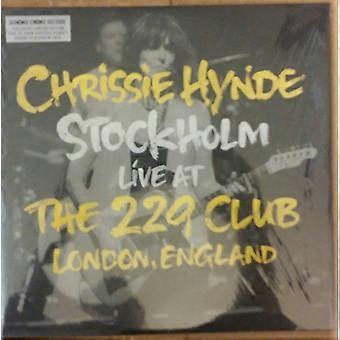 CHRISSIE HYNDE
STOCKHOLM
LIVE AT
THE 229 CLUB
LONDON, ENGLAND